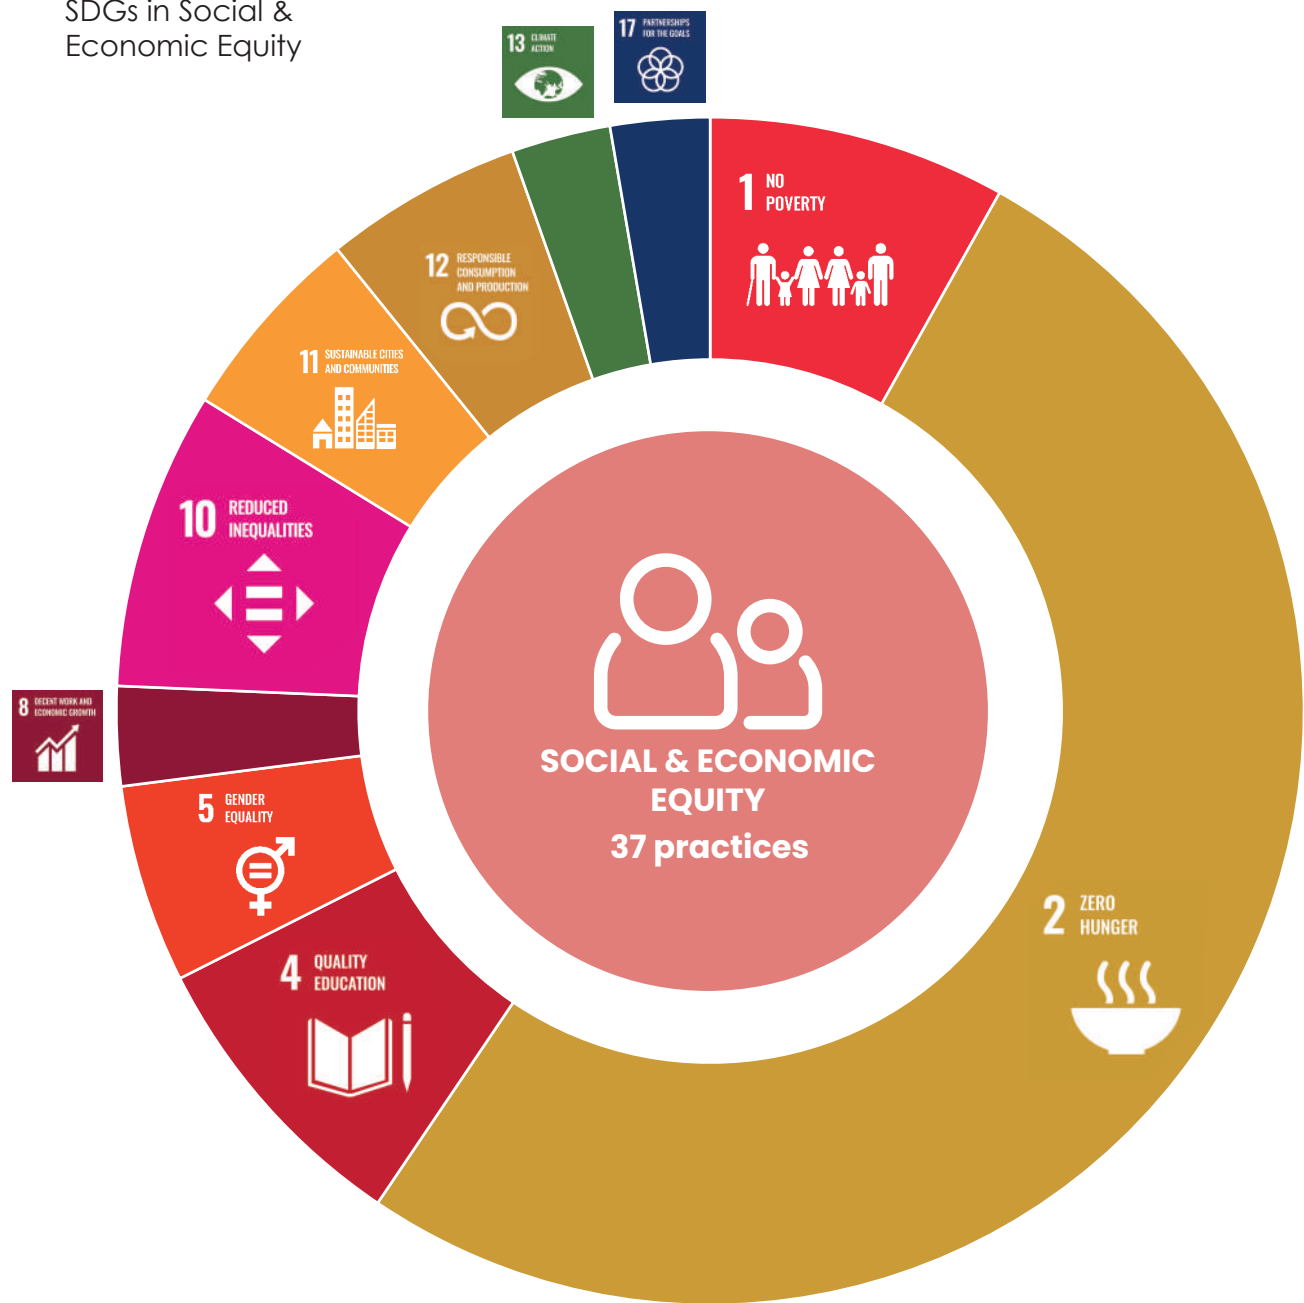 SDGs in Social &
Economic Equity
13 CLIMATE
ACTION
17 PARTNERSHIPS
FOR THE GOALS
1 NO
POVERTY
12 RESPONSIBLE
CONSUMPTION
AND PRODUCTION
11 SUSTAINABLE CITIES
AND COMMUNITIES
10 REDUCED
INEQUALITIES
8 DECENT WORK AND
ECONOMIC GROWTH
SOCIAL & ECONOMIC
EQUITY
37 practices
5 GENDER
EQUALITY
2 ZERO
HUNGER
4 QUALITY
EDUCATION